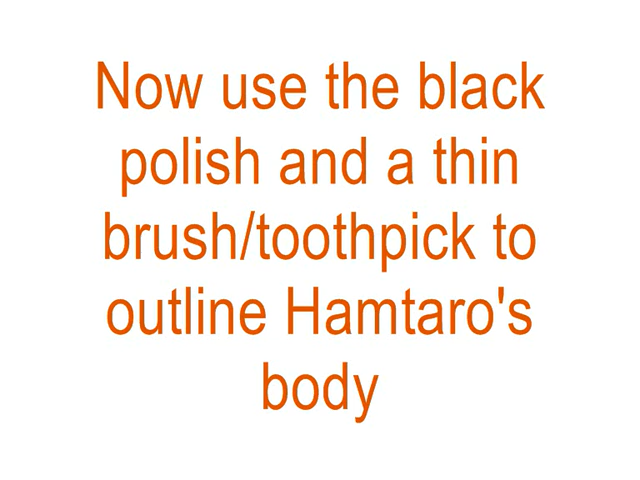 Now use the black
polish and a thin
brush/toothpick to
outline Hamtaro's
body